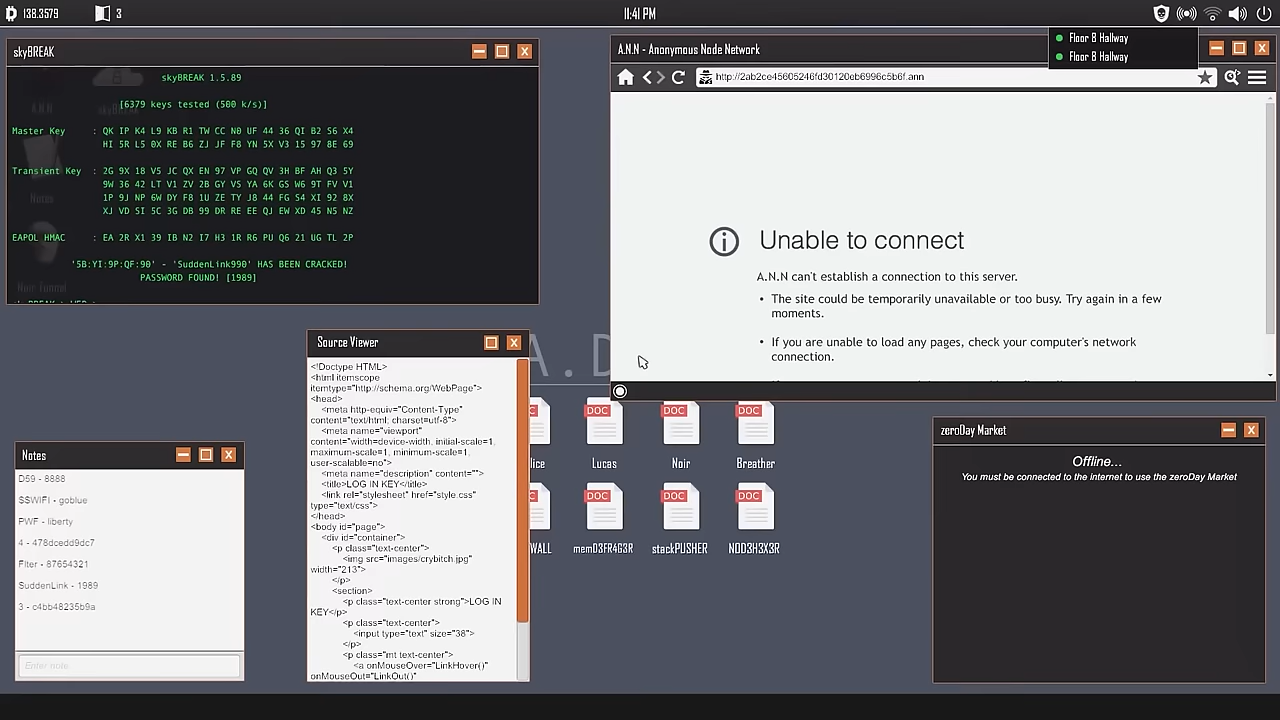 138.3579
3
11:41 PM
Floor 8 Hallway
Floor 8 Hallway
skyBREAK
skyBREAK 1.5.89
[6379 keys tested (500 k/s)]
Master Key : QK IP K4 L9 KB R1 TW CC N0 UF 44 36 QI B2 S6 X4
HI 5R L5 0X RE B6 ZJ JF F8 YN 5X V3 15 97 8E 69
Transient Key : 2G 9X 18 V5 JC QX EN 97 VP GQ QV 3H BF AH Q3 5Y
9W 36 42 LT V1 ZV 2B GY V5 YA 6K G5 W6 9T FV V1
1P 9J NP 6W DY F8 1U ZE TY J8 44 FG S4 XI 92 8X
XJ VD SI 5C 3G DB 99 DR RE EE QJ EW XD 45 N5 NZ
EAPOL HMAC : EA 2R X1 39 IB N2 I7 H3 1R R6 PU Q6 21 UG TL 2P
'5B:YI:9P:QF:90' - 'SuddenLink990' HAS BEEN CRACKED!
PASSWORD FOUND! [1989]
A.N.N - Anonymous Node Network
http://2ab2ce45605246fd30120eb6996c5b6f.ann
Unable to connect
A.N.N can't establish a connection to this server.
• The site could be temporarily unavailable or too busy. Try again in a few
moments.
• If you are unable to load any pages, check your computer's network
connection.
Source Viewer
<!Doctype HTML>
<html itemscope
itemtype="http://schema.org/WebPage">
<head>
<meta http-equiv="Content-Type"
content="text/html; charset=utf-8">
<meta name="viewport"
content="width=device-width, initial-scale=1,
maximum-scale=1, minimum-scale=1,
user-scalable=no">
<meta name="description" content="">
<title>LOG IN KEY</title>
<link rel="stylesheet" href="style.css"
type="text/css">
</head>
<body id="page">
<div id="container">
<p class="text-center">
<img src="images/crybitch.jpg"
width="213">
</p>
<section>
<p class="text-center strong">LOG IN
KEY</p>
<p class="text-center">
<input type="text" size="38">
</p>
<p class="mt text-center">
<a onMouseOver="LinkHover()"
onMouseOut="LinkOut()"
A.D
DOC
DOC
DOC
lice
Lucas
Noir
Breather
DOC
DOC
DOC
WALL
memD3FR4G3R
stackPUSHER
N0D3H3X3R
Notes
D59 - 8888
SSWIFI - goblue
PWF - liberty
4 - 478dcedd9dc7
Flter - 87654321
SuddenLink - 1989
3 - c4bb48235b9a
Enter note
zeroDay Market
Offline...
You must be connected to the internet to use the zeroDay Market